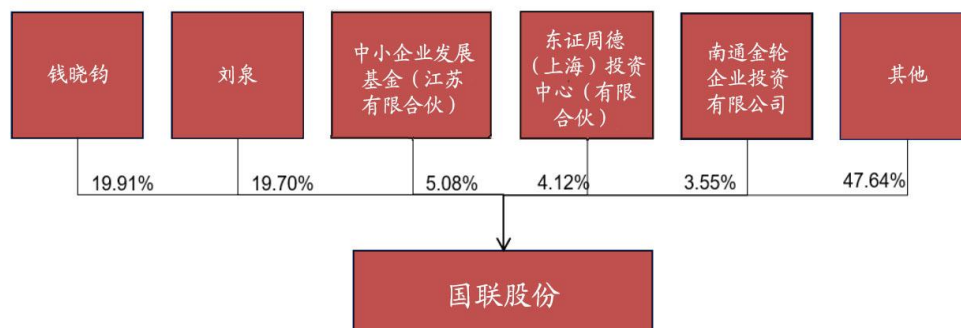 钱晓钧
刘泉
中小企业发展
基金（江苏
有限合伙）
东证周德
（上海）投资
中心（有限
合伙）
南通金轮
企业投资
有限公司
其他
19.91%
19.70%
5.08%
4.12%
3.55%
47.64%
国联股份